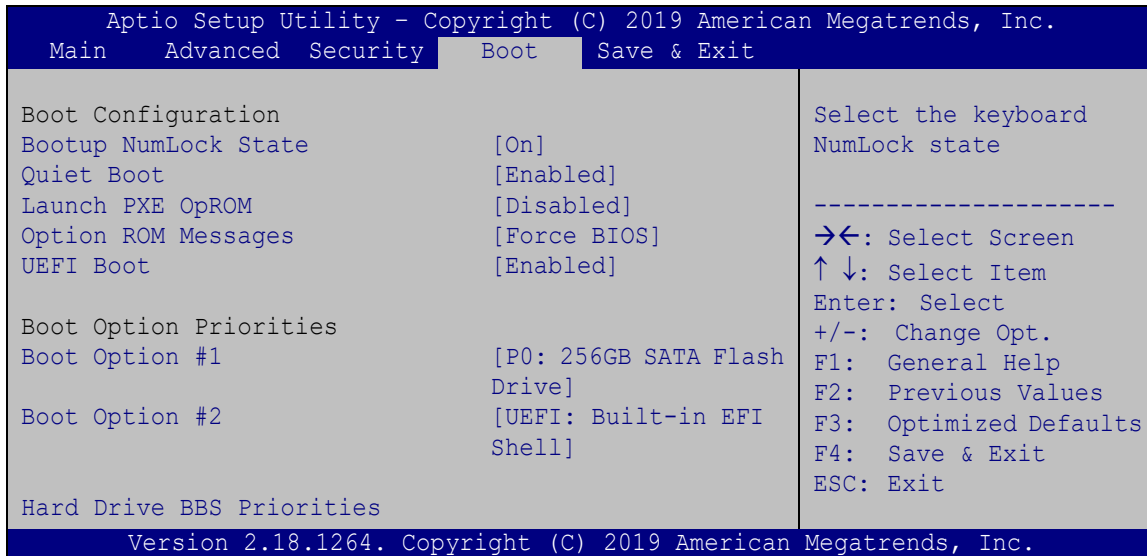 Aptio Setup Utility – Copyright (C) 2019 American Megatrends, Inc.
Main Advanced Security Boot Save & Exit
Boot Configuration
Bootup NumLock State [On]
Quiet Boot [Enabled]
Launch PXE OpROM [Disabled]
Option ROM Messages [Force BIOS]
UEFI Boot [Enabled]
Boot Option Priorities
Boot Option #1 [P0: 256GB SATA Flash
Drive]
Boot Option #2 [UEFI: Built-in EFI
Shell]
Hard Drive BBS Priorities
Select the keyboard
NumLock state
---------------------
→←: Select Screen
↑ ↓: Select Item
Enter: Select
+/-: Change Opt.
F1: General Help
F2: Previous Values
F3: Optimized Defaults
F4: Save & Exit
ESC: Exit
Version 2.18.1264. Copyright (C) 2019 American Megatrends, Inc.